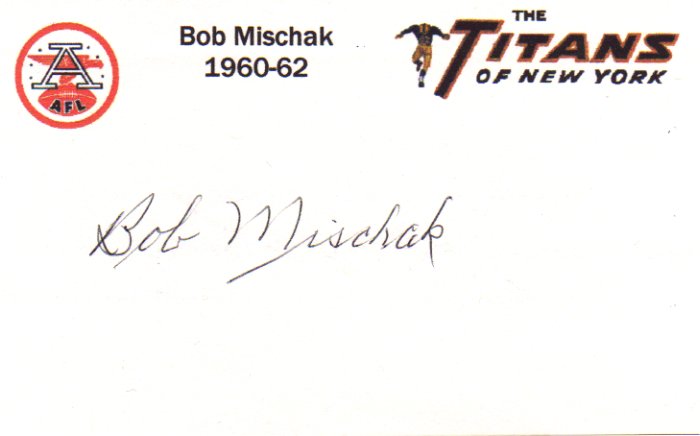 Bob Mischak
1960-62
A
AFL
THE
TITANS
OF NEW YORK
Bob Mischak